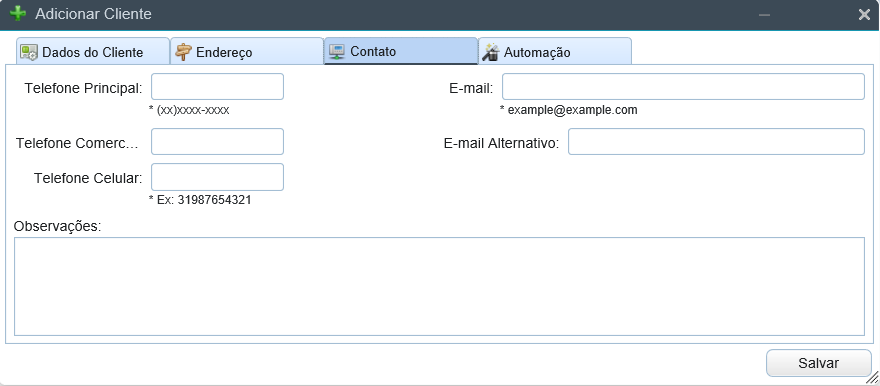 Adicionar Cliente
Dados do Cliente Endereço Contato Automação
Telefone Principal: E-mail:
* (xx)xxxx-xxxx * example@example.com
Telefone Comerc... E-mail Alternativo:
Telefone Celular:
* Ex: 31987654321
Observações:
Salvar